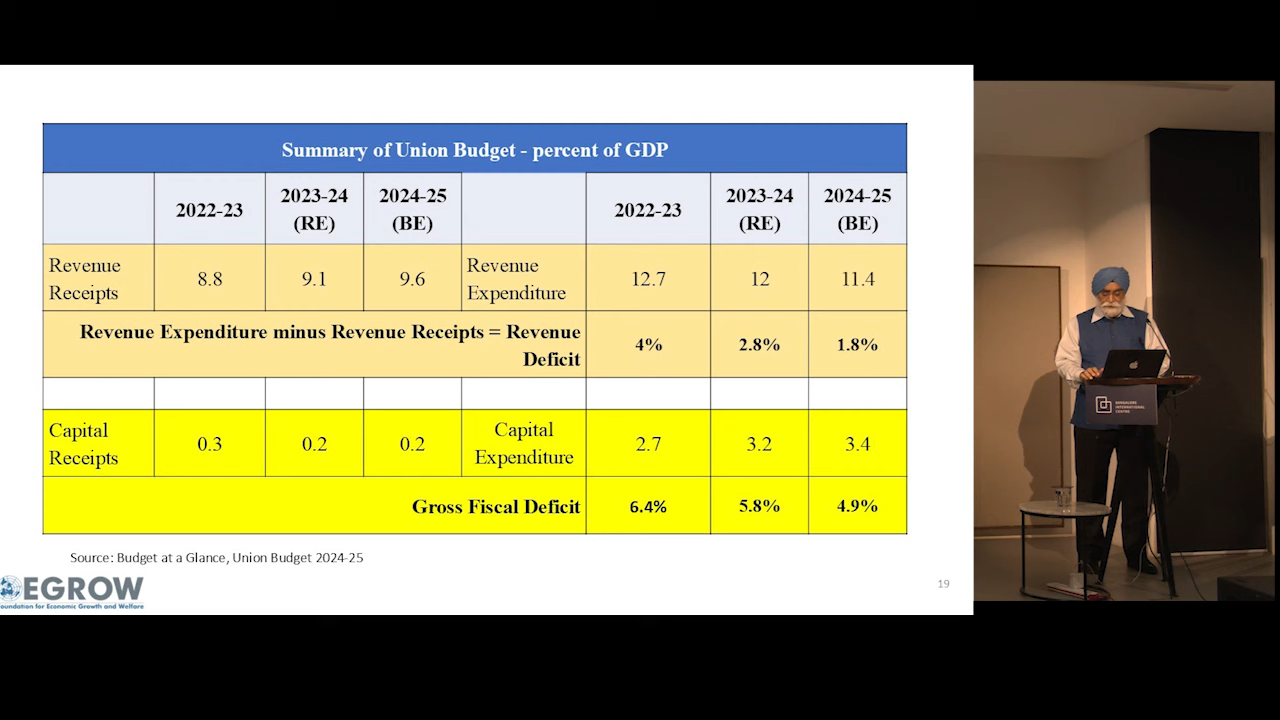 Summary of Union Budget - percent of GDP
2022-23
2023-24
(RE)
2024-25
(BE)
2022-23
2023-24
(RE)
2024-25
(BE)
Revenue
Receipts
8.8
9.1
9.6
Revenue
Expenditure
12.7
12
11.4
Revenue Expenditure minus Revenue Receipts = Revenue
Deficit
4%
2.8%
1.8%
Capital
Receipts
0.3
0.2
0.2
Capital
Expenditure
2.7
3.2
3.4
Gross Fiscal Deficit
6.4%
5.8%
4.9%
Source: Budget at a Glance, Union Budget 2024-25
EGROW
oundation for Economic Growth and Welfare
19
BANGALORE
INTERNATIONAL
CENTRE